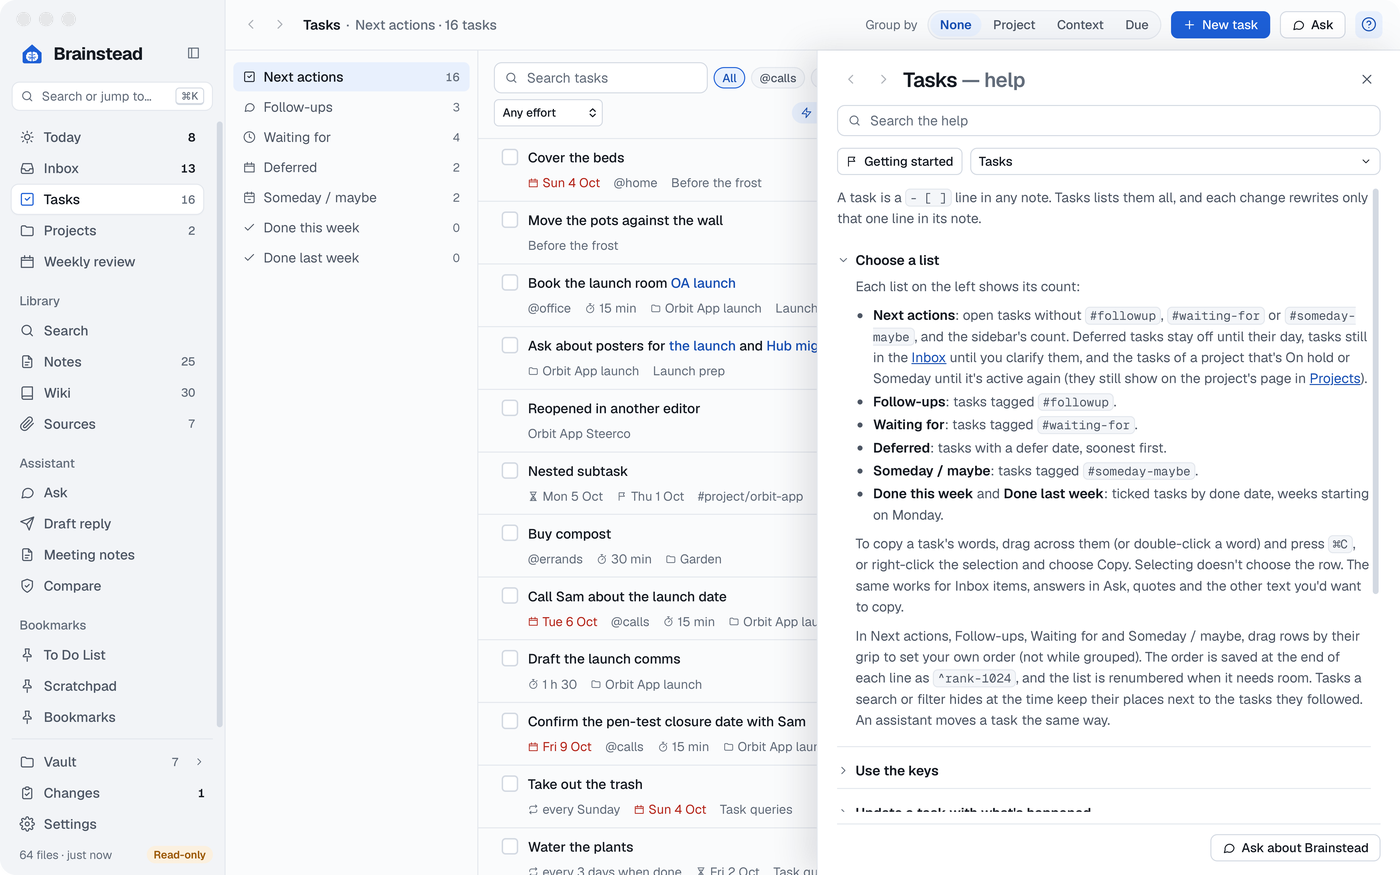 Brainstead
Search or jump to... ⌘K
Today 8
Inbox 13
Tasks 16
Projects 2
Weekly review
Library
Search
Notes 25
Wiki 30
Sources 7
Assistant
Ask
Draft reply
Meeting notes
Compare
Bookmarks
To Do List
Scratchpad
Bookmarks
Vault 7
Changes 1
Settings
64 files · just now Read-only
Tasks · Next actions · 16 tasks
Group by None Project Context Due
New task
Ask
Next actions 16
Follow-ups 3
Waiting for 4
Deferred 2
Someday / maybe 2
Done this week 0
Done last week 0
Search tasks All @calls
Any effort
Cover the beds
Sun 4 Oct @home Before the frost
Move the pots against the wall
Before the frost
Book the launch room OA launch
@office 15 min Orbit App launch Launch
Ask about posters for the launch and Hub mig
Orbit App launch Launch prep
Reopened in another editor
Orbit App Steerco
Nested subtask
Mon 5 Oct Thu 1 Oct #project/orbit-app
Buy compost
@errands 30 min Garden
Call Sam about the launch date
Tue 6 Oct @calls 15 min Orbit App lau
Draft the launch comms
1 h 30 Orbit App launch
Confirm the pen-test closure date with Sam
Fri 9 Oct @calls 15 min Orbit App laun
Take out the trash
every Sunday Sun 4 Oct Task queries
Water the plants
every 3 days when done Fri 2 Oct Task qu
Tasks — help
Search the help
Getting started Tasks
A task is a - [ ] line in any note. Tasks lists them all, and each change rewrites only
that one line in its note.
Choose a list
Each list on the left shows its count:
Next actions: open tasks without #followup, #waiting-for or #someday-
maybe, and the sidebar's count. Deferred tasks stay off until their day, tasks still
in the Inbox until you clarify them, and the tasks of a project that's On hold or
Someday until it's active again (they still show on the project's page in Projects).
Follow-ups: tasks tagged #followup.
Waiting for: tasks tagged #waiting-for.
Deferred: tasks with a defer date, soonest first.
Someday / maybe: tasks tagged #someday-maybe.
Done this week and Done last week: ticked tasks by done date, weeks starting
on Monday.
To copy a task's words, drag across them (or double-click a word) and press ⌘C,
or right-click the selection and choose Copy. Selecting doesn't choose the row. The
same works for Inbox items, answers in Ask, quotes and the other text you'd want
to copy.
In Next actions, Follow-ups, Waiting for and Someday / maybe, drag rows by their
grip to set your own order (not while grouped). The order is saved at the end of
each line as ^rank-1024, and the list is renumbered when it needs room. Tasks a
search or filter hides at the time keep their places next to the tasks they followed.
An assistant moves a task the same way.
Use the keys
Update a task with what's happened
Ask about Brainstead